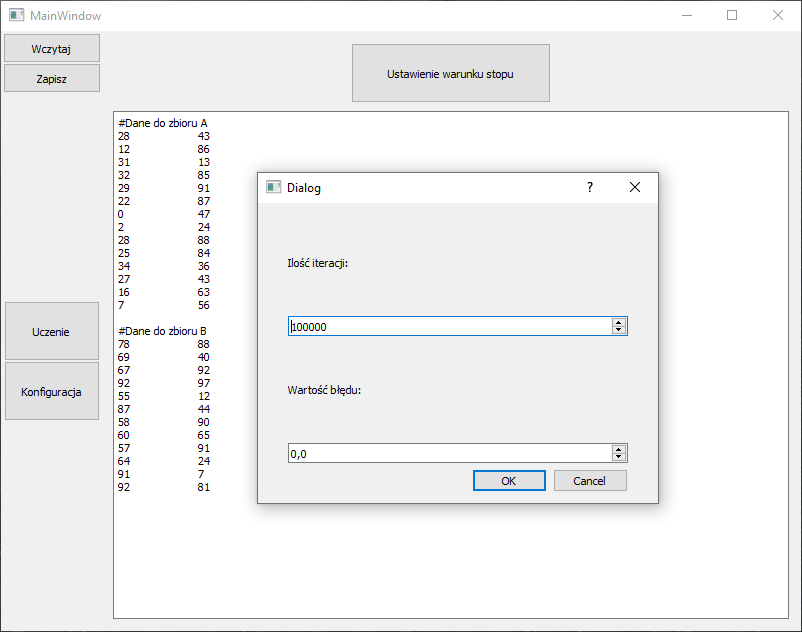 MainWindow
Wczytaj
Zapisz
Ustawienie warunku stopu
#Dane do zbioru A
28 43
12 86
31 13
32 85
29 91
22 87
0 47
2 24
28 88
25 84
34 36
27 43
16 63
7 56
#Dane do zbioru B
78 88
69 40
67 92
92 97
55 12
87 44
58 90
60 65
57 91
64 24
91 7
92 81
Uczenie
Konfiguracja
Dialog
?
Ilość iteracji:
100000
Wartość błędu:
0,0
OK
Cancel